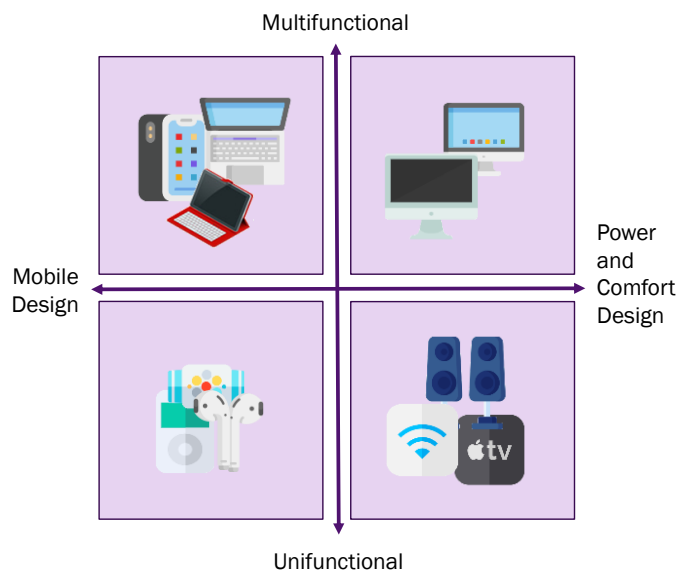 Multifunctional
Mobile
Design
Power
and
Comfort
Design
tv
Unifunctional